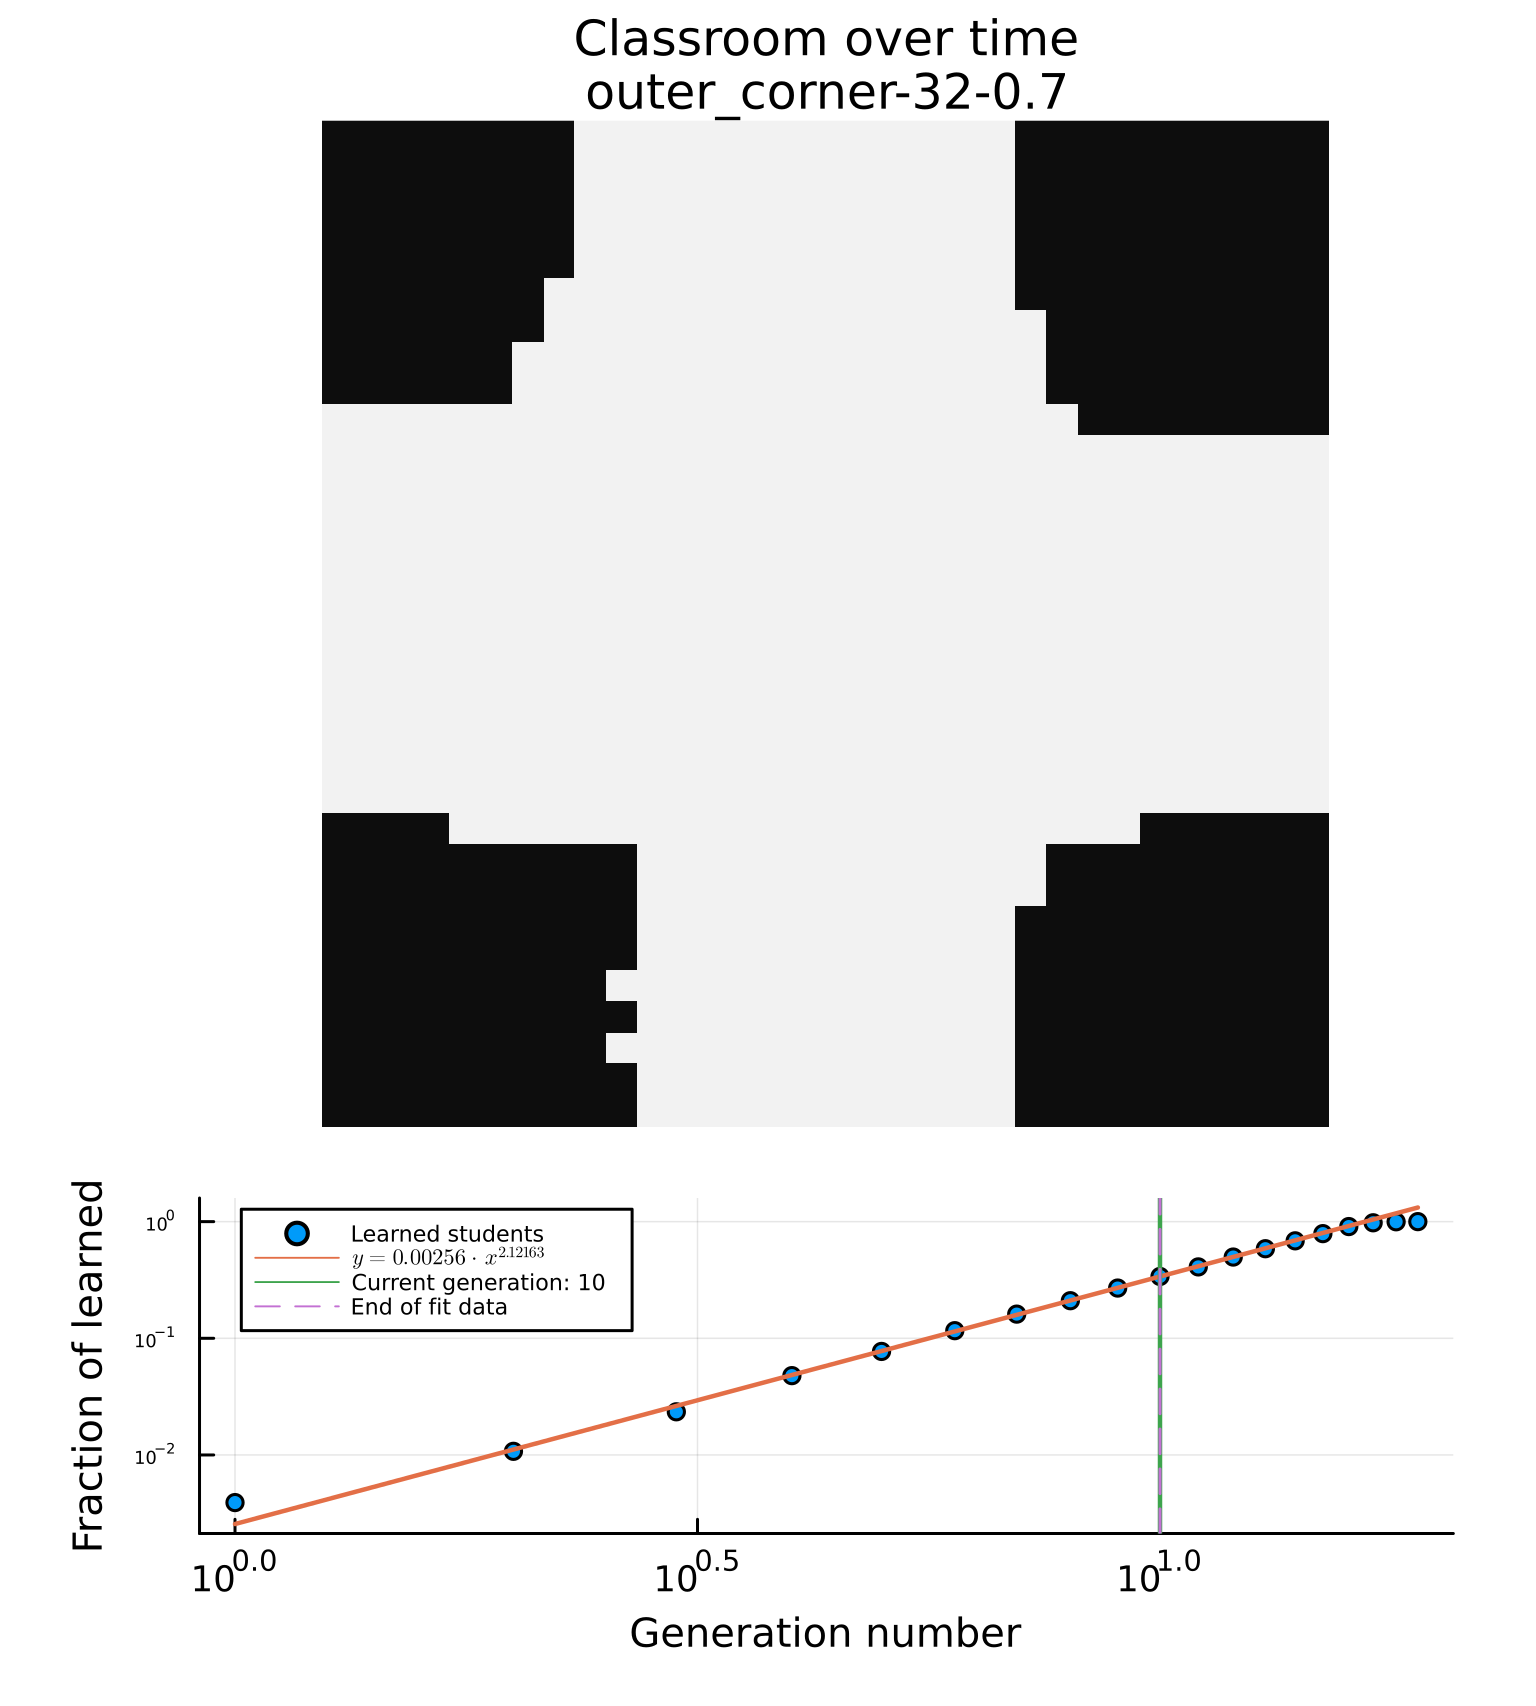 Classroom over time
outer_corner-32-0.7
Fraction of learned
10^0
10^−1
10^−2
Learned students
y = 0.00256 · x^2.12163
Current generation: 10
End of fit data
10^0.0
10^0.5
10^1.0
Generation number